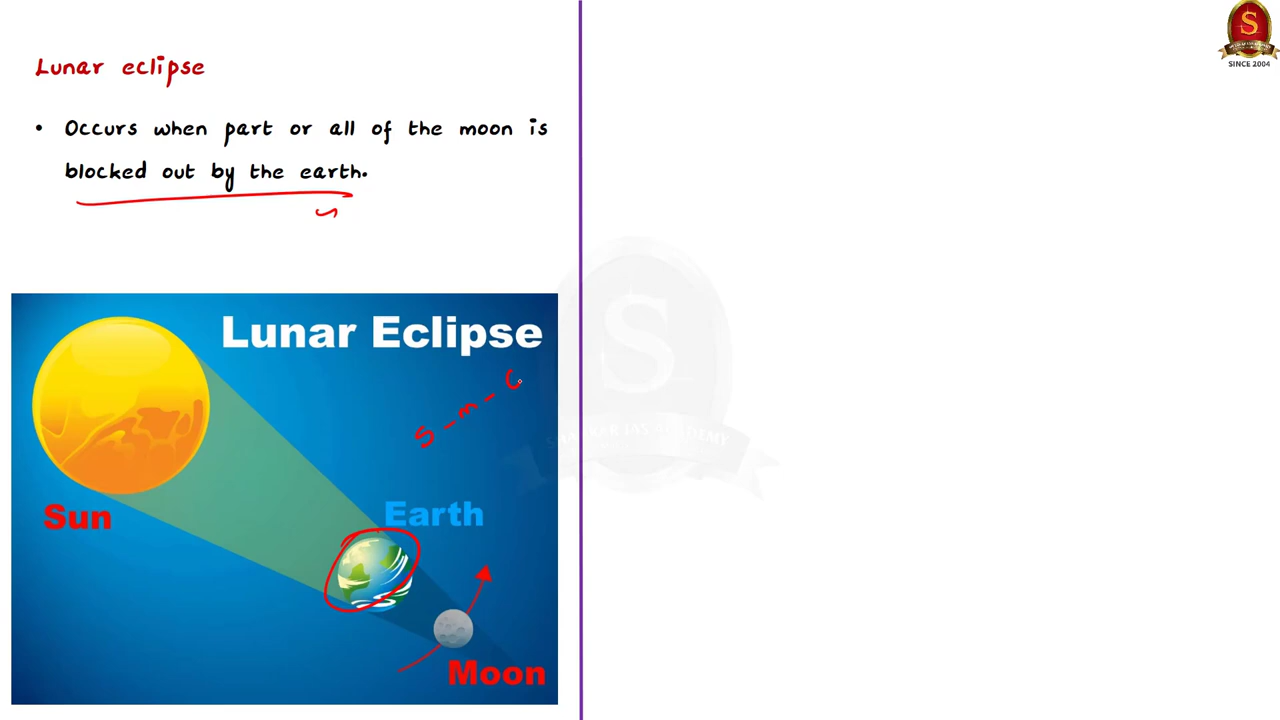 Lunar eclipse
• Occurs when part or all of the moon is
blocked out by the earth.
Lunar Eclipse
S - m -
Sun
Earth
Moon
S
SINCE 2004
S